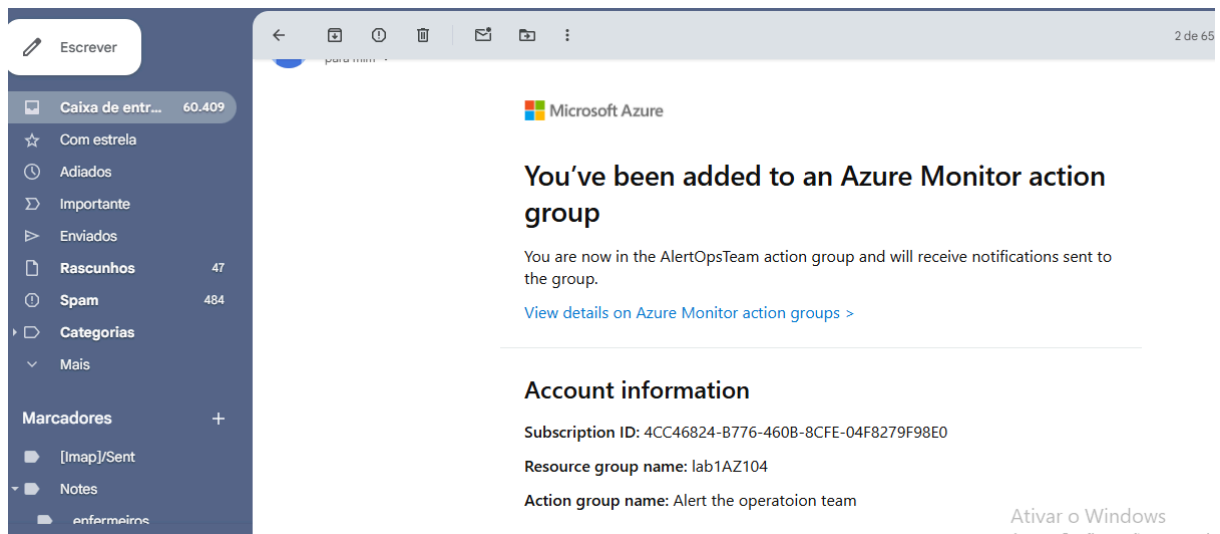 Escrever
2 de 65
para mim
Caixa de entr... 60.409
Com estrela
Adiados
Importante
Enviados
Rascunhos 47
Spam 484
Categorias
Mais
Marcadores +
[Imap]/Sent
Notes
enfermeiros
Microsoft Azure
You’ve been added to an Azure Monitor action
group
You are now in the AlertOpsTeam action group and will receive notifications sent to
the group.
View details on Azure Monitor action groups >
Account information
Subscription ID: 4CC46824-B776-460B-8CFE-04F8279F98E0
Resource group name: lab1AZ104
Action group name: Alert the operatoion team
Ativar o Windows